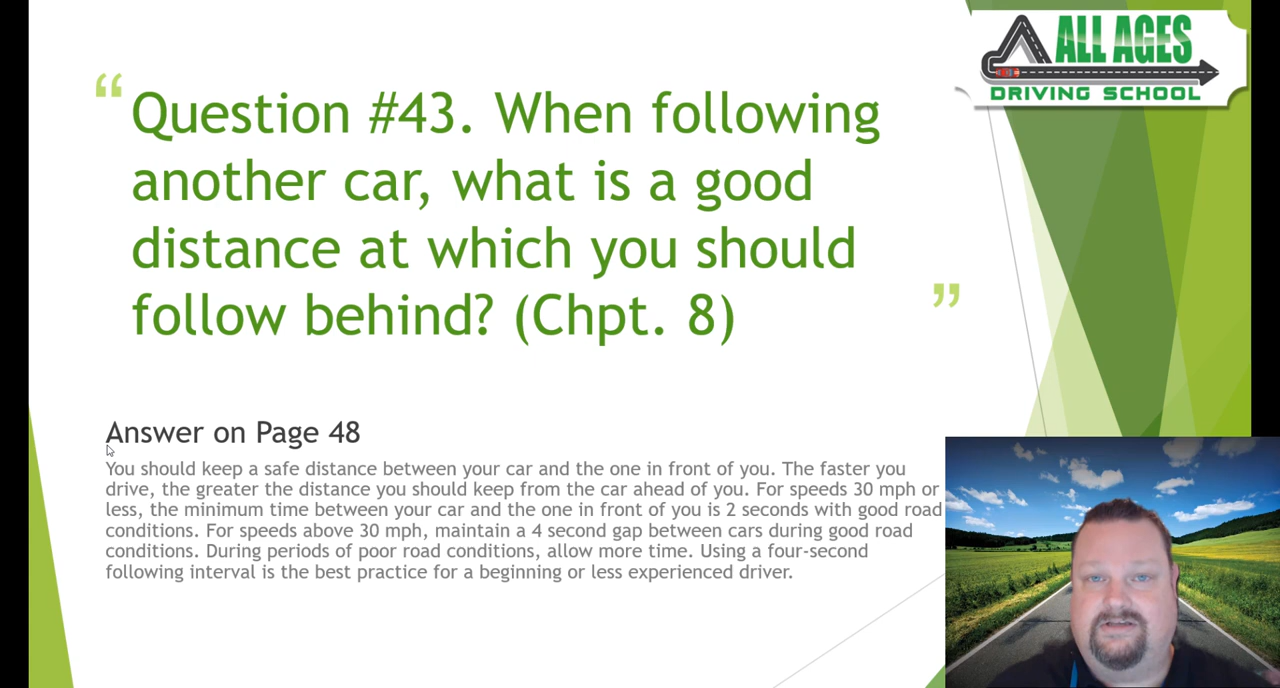 ALL AGES
DRIVING SCHOOL
“
Question #43. When following
another car, what is a good
distance at which you should
follow behind? (Chpt. 8)
”
Answer on Page 48
You should keep a safe distance between your car and the one in front of you. The faster you
drive, the greater the distance you should keep from the car ahead of you. For speeds 30 mph or
less, the minimum time between your car and the one in front of you is 2 seconds with good road
conditions. For speeds above 30 mph, maintain a 4 second gap between cars during good road
conditions. During periods of poor road conditions, allow more time. Using a four-second
following interval is the best practice for a beginning or less experienced driver.